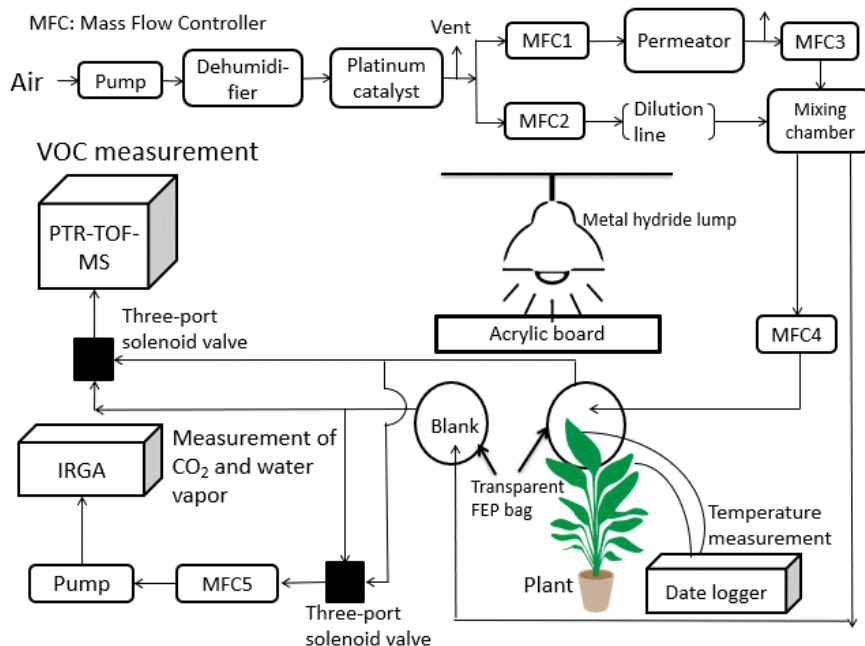 MFC: Mass Flow Controller
Vent
Air
Pump
Dehumidi-
fier
Platinum
catalyst
MFC1
Permeator
MFC3
MFC2
Dilution
line
Mixing
chamber
VOC measurement
PTR-TOF-
MS
Metal hydride lump
Three-port
solenoid valve
Acrylic board
MFC4
Blank
IRGA
Measurement of
CO₂ and water
vapor
Transparent
FEP bag
Temperature
measurement
Pump
MFC5
Plant
Date logger
Three-port
solenoid valve